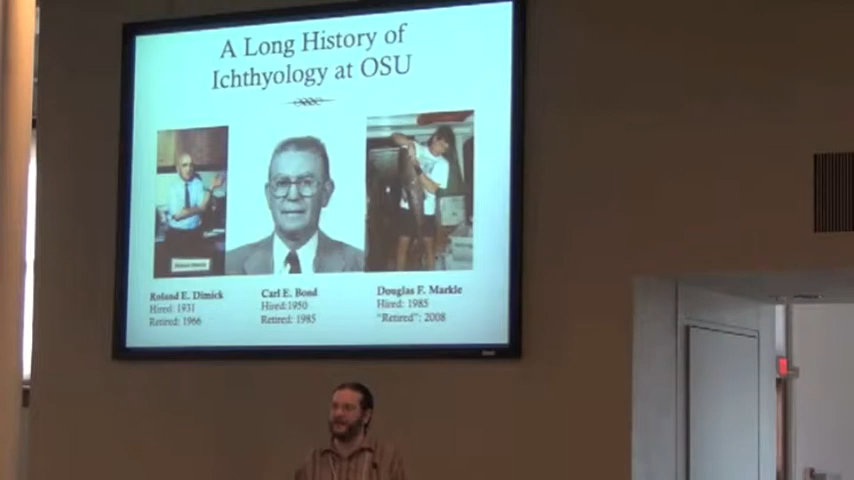 A Long History of
Ichthyology at OSU
Roland E. Dimick
Hired: 1931
Retired: 1966
Carl E. Bond
Hired:1950
Retired: 1985
Douglas F. Markle
Hired: 1985
"Retired": 2008